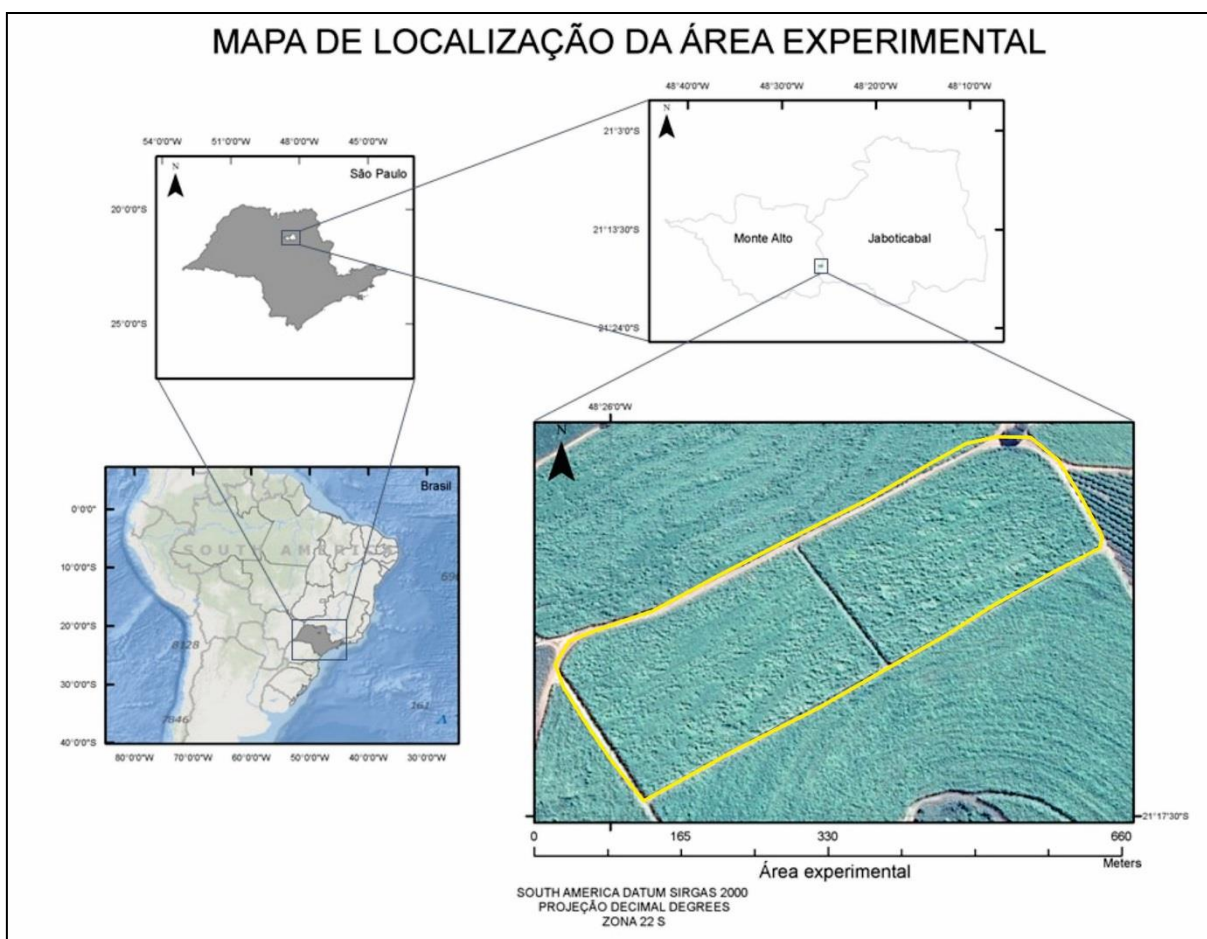 MAPA DE LOCALIZAÇÃO DA ÁREA EXPERIMENTAL
54°0'0"W 51°0'0"W 48°0'0"W 45°0'0"W
N
São Paulo
20°0'0"S
25°0'0"S
48°40'0"W 48°30'0"W 48°20'0"W 48°10'0"W
N
21°3'0"S
21°13'30"S
21°24'0"S
Monte Alto
Jaboticabal
Brasil
SOUTH AMERICA
0°0'0"
10°0'0"S
20°0'0"S
30°0'0"S
40°0'0"S
8128
7846
161
80°0'0"W 70°0'0"W 60°0'0"W 50°0'0"W 40°0'0"W 30°0'0"W
48°26'0"W
N
21°17'30"S
0 165 330 660
Meters
Área experimental
SOUTH AMERICA DATUM SIRGAS 2000
PROJEÇÃO DECIMAL DEGREES
ZONA 22 S